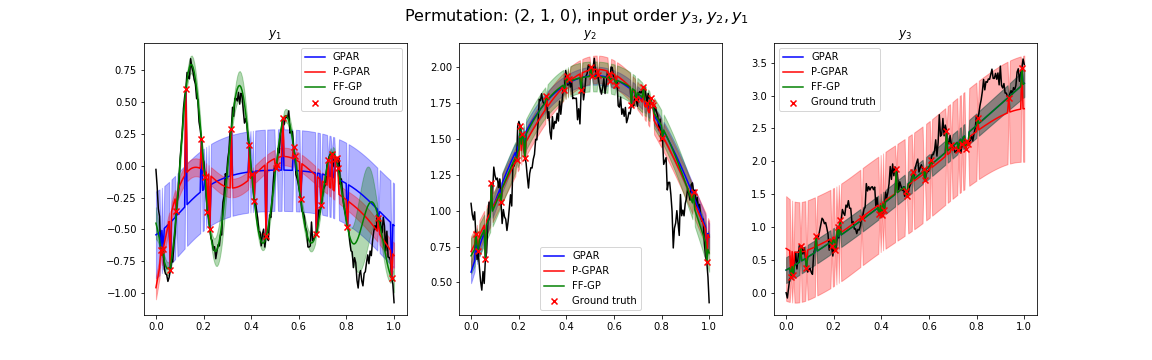 Permutation: (2, 1, 0), input order y₃, y₂, y₁
y₁
GPAR
P-GPAR
FF-GP
Ground truth
0.75
0.50
0.25
0.00
−0.25
−0.50
−0.75
−1.00
0.0 0.2 0.4 0.6 0.8 1.0
y₂
2.00
1.75
1.50
1.25
1.00
0.75
0.50
GPAR
P-GPAR
FF-GP
Ground truth
0.0 0.2 0.4 0.6 0.8 1.0
y₃
GPAR
P-GPAR
FF-GP
Ground truth
3.5
3.0
2.5
2.0
1.5
1.0
0.5
0.0
0.0 0.2 0.4 0.6 0.8 1.0